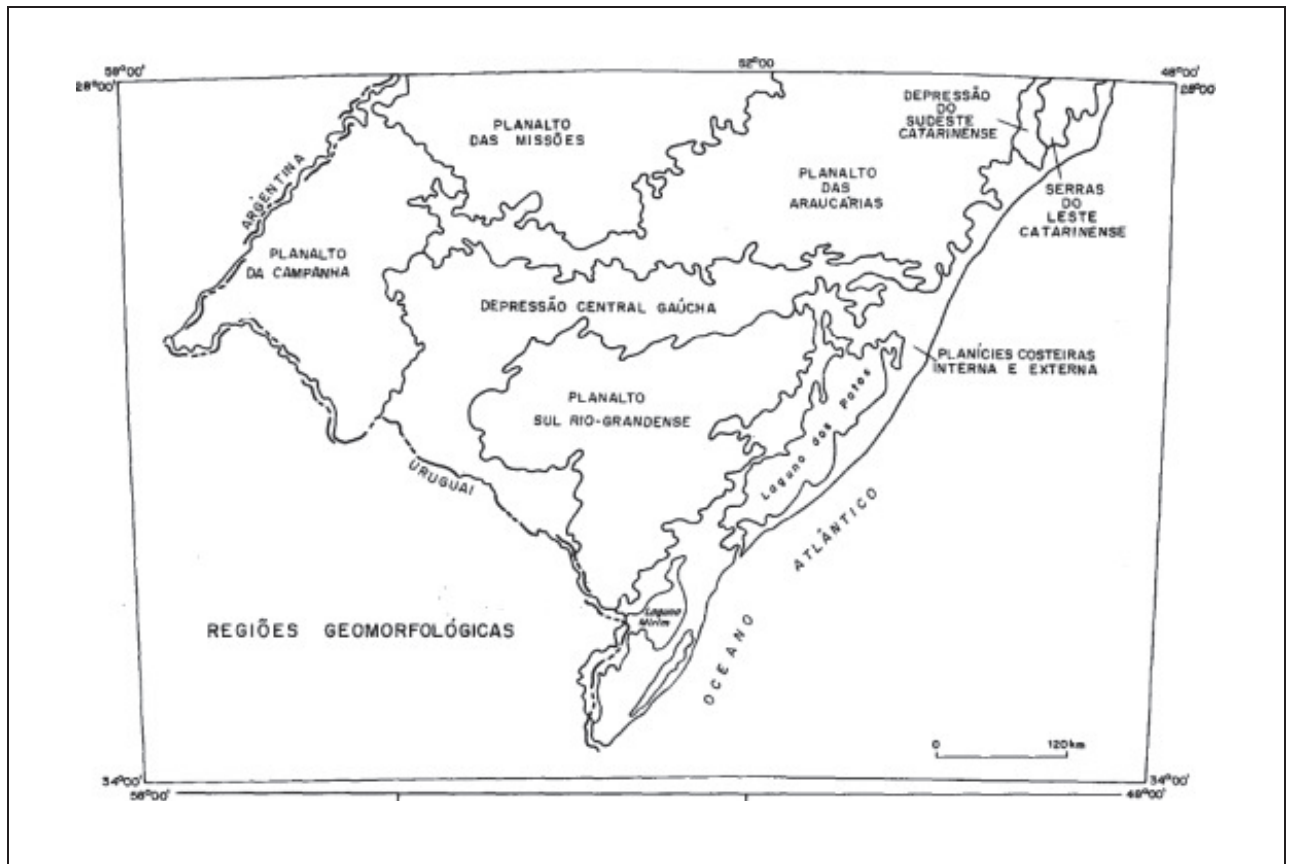 58°00'
52°00
48°00'
28°00'
28°00
DEPRESSÃO
DO
SUDESTE
CATARINENSE
PLANALTO
DAS MISSÕES
PLANALTO
DAS
ARAUCÁRIAS
SERRAS
DO
LESTE
CATARINENSE
ARGENTINA
PLANALTO
DA CAMPANHA
DEPRESSÃO CENTRAL GAÚCHA
PLANÍCIES COSTEIRAS
INTERNA E EXTERNA
PLANALTO
SUL RIO-GRANDENSE
Laguna dos Patos
URUGUAI
OCEANO ATLÂNTICO
Laguna
Mirim
REGIÕES GEOMORFOLÓGICAS
0 120km
34°00'
34°00'
58°00'
48°00'